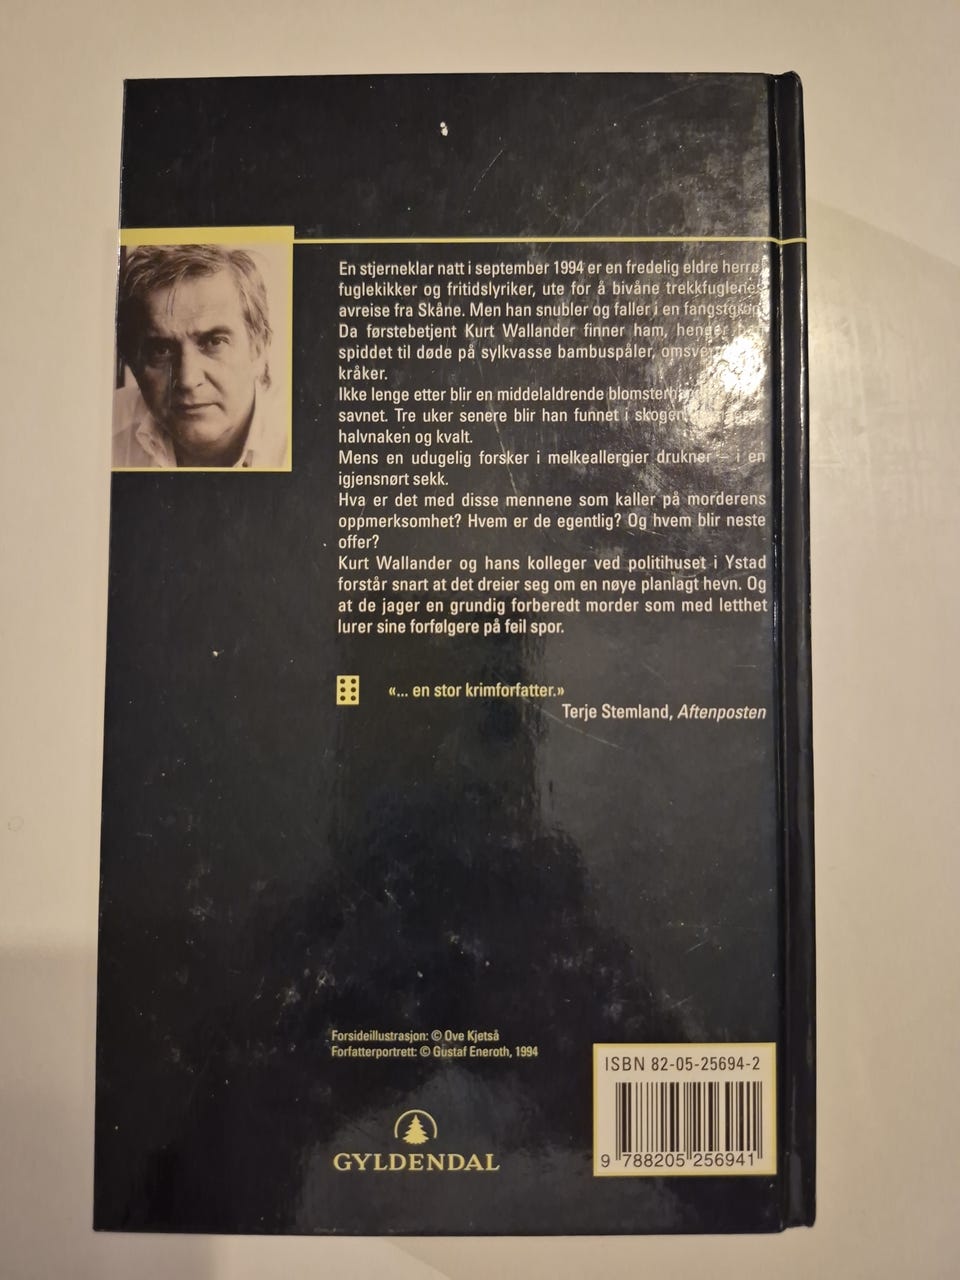 En stjerneklar natt i september 1994 er en fredelig eldre herre,
fuglekikker og fritidslyriker, ute for å bivåne trekkfuglenes
avreise fra Skåne. Men han snubler og faller i en fangstgrop.
Da førstebetjent Kurt Wallander finner ham, henger han
spiddet til døde på sylkvasse bambuspåler,
kråker.
Ikke lenge etter blir en middelaldrende
savnet. Tre uker senere blir han funnet i skogen,
halvnaken og kvalt.
Mens en udugelig forsker i melkeallergier drukner – i en
igjensnørt sekk.
Hva er det med disse mennene som kaller på morderens
oppmerksomhet? Hvem er de egentlig? Og hvem blir neste
offer?
Kurt Wallander og hans kolleger ved politihuset i Ystad
forstår snart at det dreier seg om en nøye planlagt hevn. Og
at de jager en grundig forberedt morder som med letthet
lurer sine forfølgere på feil spor.
«... en stor krimforfatter.»
Terje Stemland, Aftenposten
Forsideillustrasjon: © Ove Kjetså
Forfatterportrett: © Gustaf Eneroth, 1994
GYLDENDAL
ISBN 82-05-25694-2
9 788205 256941